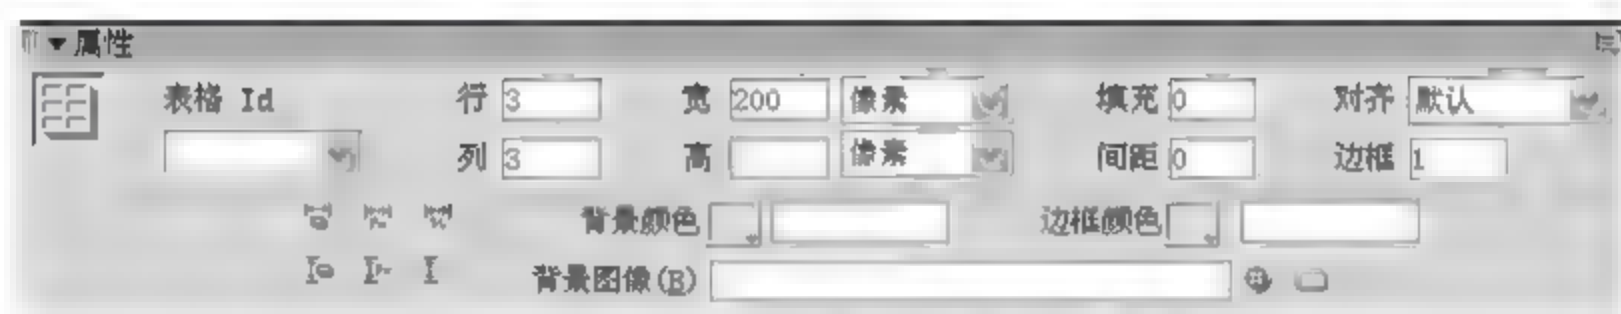 属性
表格 Id 行 3 宽 200 像素 填充 0 对齐 默认
列 3 高 像素 间距 0 边框 1
背景颜色 边框颜色
背景图像(B)